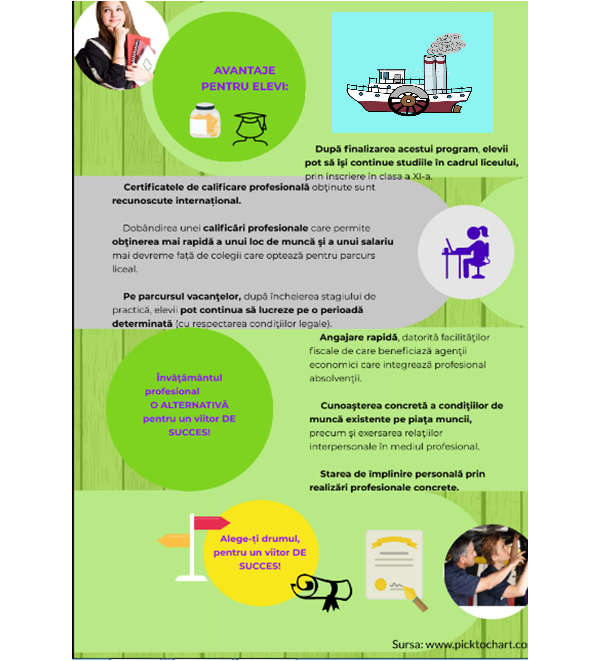 AVANTAJE
PENTRU ELEVI:
După finalizarea acestui program, elevii
pot să își continue studiile în cadrul liceului,
prin înscriere în clasa a XI-a.
Certificatele de calificare profesională obținute sunt
recunoscute internațional.
Dobândirea unei calificări profesionale care permite
obținerea mai rapidă a unui loc de muncă și a unui salariu
mai devreme față de colegii care optează pentru parcurs
liceal.
Pe parcursul vacanțelor, după încheierea stagiului de
practică, elevii pot continua să lucreze pe o perioadă
determinată (cu respectarea condițiilor legale).
Angajare rapidă, datorită facilităților
fiscale de care beneficiază agenții
economici care integrează profesional
absolvenții.
Învățământul
profesional
O ALTERNATIVĂ
pentru un viitor DE
SUCCES!
Cunoașterea concretă a condițiilor de
muncă existente pe piața muncii,
precum și exersarea relațiilor
interpersonale în mediul profesional.
Starea de împlinire personală prin
realizări profesionale concrete.
Alege-ți drumul,
pentru un viitor DE
SUCCES!
Sursa: www.picktochart.co